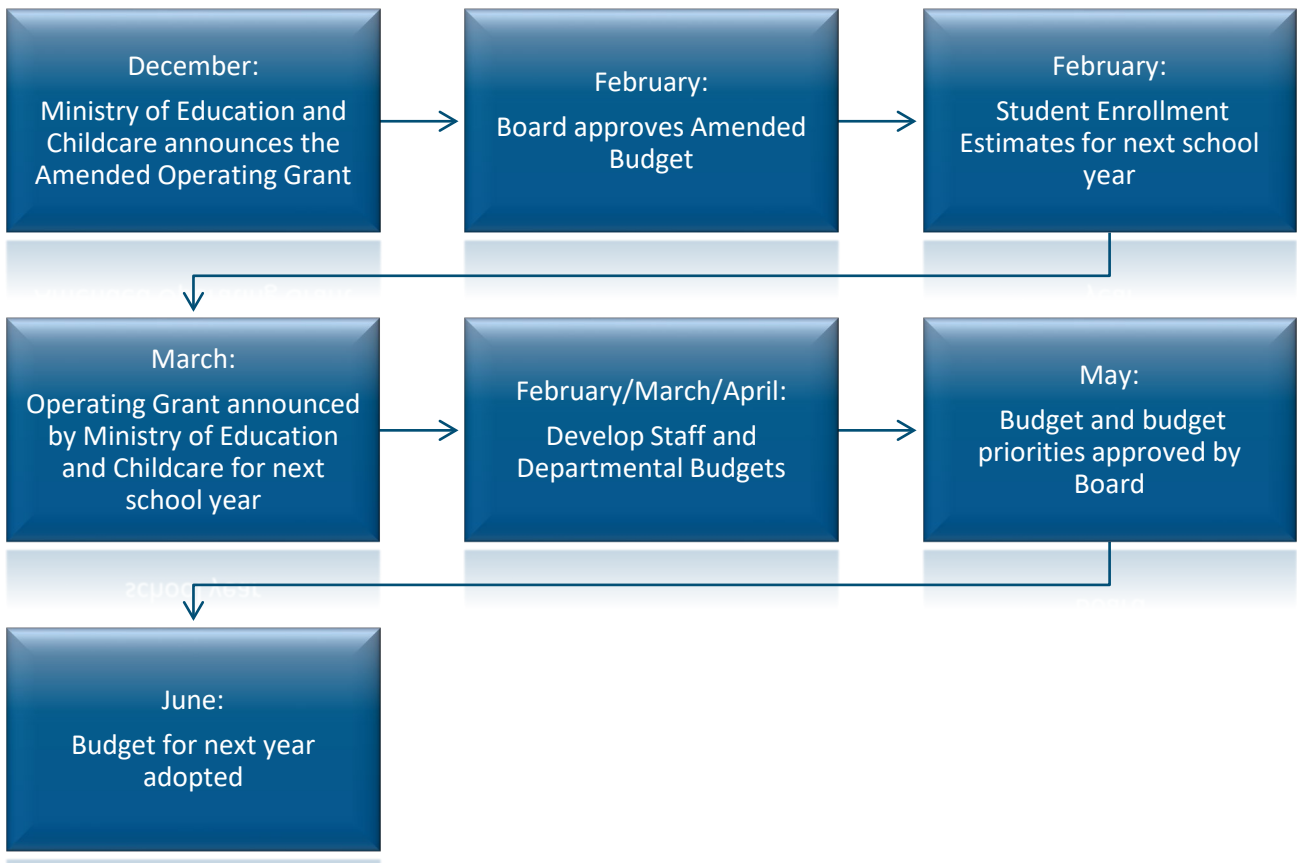 December:
Ministry of Education and
Childcare announces the
Amended Operating Grant
February:
Board approves Amended
Budget
February:
Student Enrollment
Estimates for next school
year
March:
Operating Grant announced
by Ministry of Education
and Childcare for next
school year
February/March/April:
Develop Staff and
Departmental Budgets
May:
Budget and budget
priorities approved by
Board
June:
Budget for next year
adopted